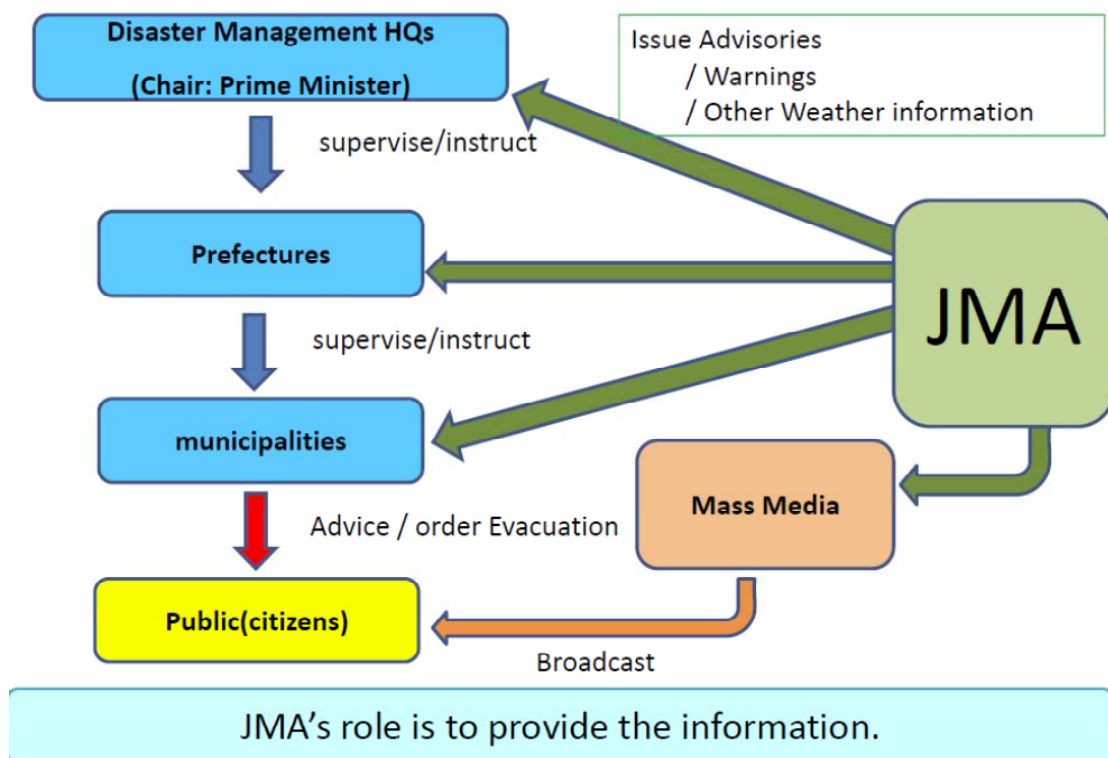 Disaster Management HQs
(Chair: Prime Minister)
Issue Advisories
/ Warnings
/ Other Weather information
supervise/instruct
Prefectures
JMA
supervise/instruct
municipalities
Mass Media
Advice / order Evacuation
Public(citizens)
Broadcast
JMA’s role is to provide the information.